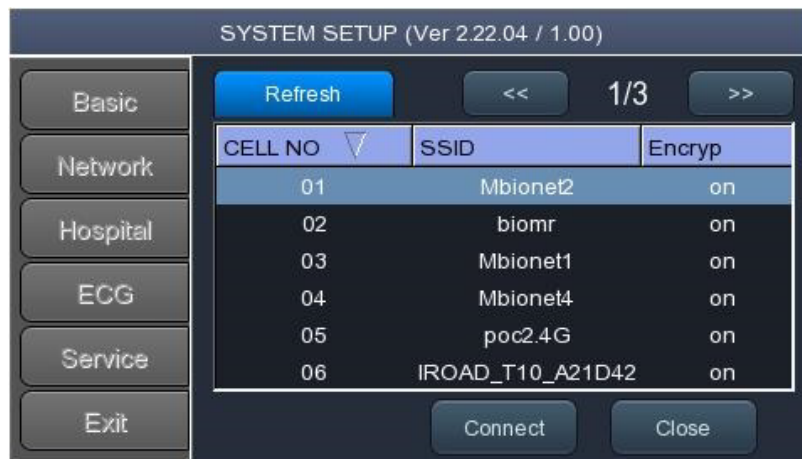 SYSTEM SETUP (Ver 2.22.04 / 1.00)
Basic
Network
Hospital
ECG
Service
Exit
Refresh << 1/3 >>
CELL NO SSID Encryp
01 Mbionet2 on
02 biomr on
03 Mbionet1 on
04 Mbionet4 on
05 poc2.4G on
06 IROAD_T10_A21D42 on
Connect Close